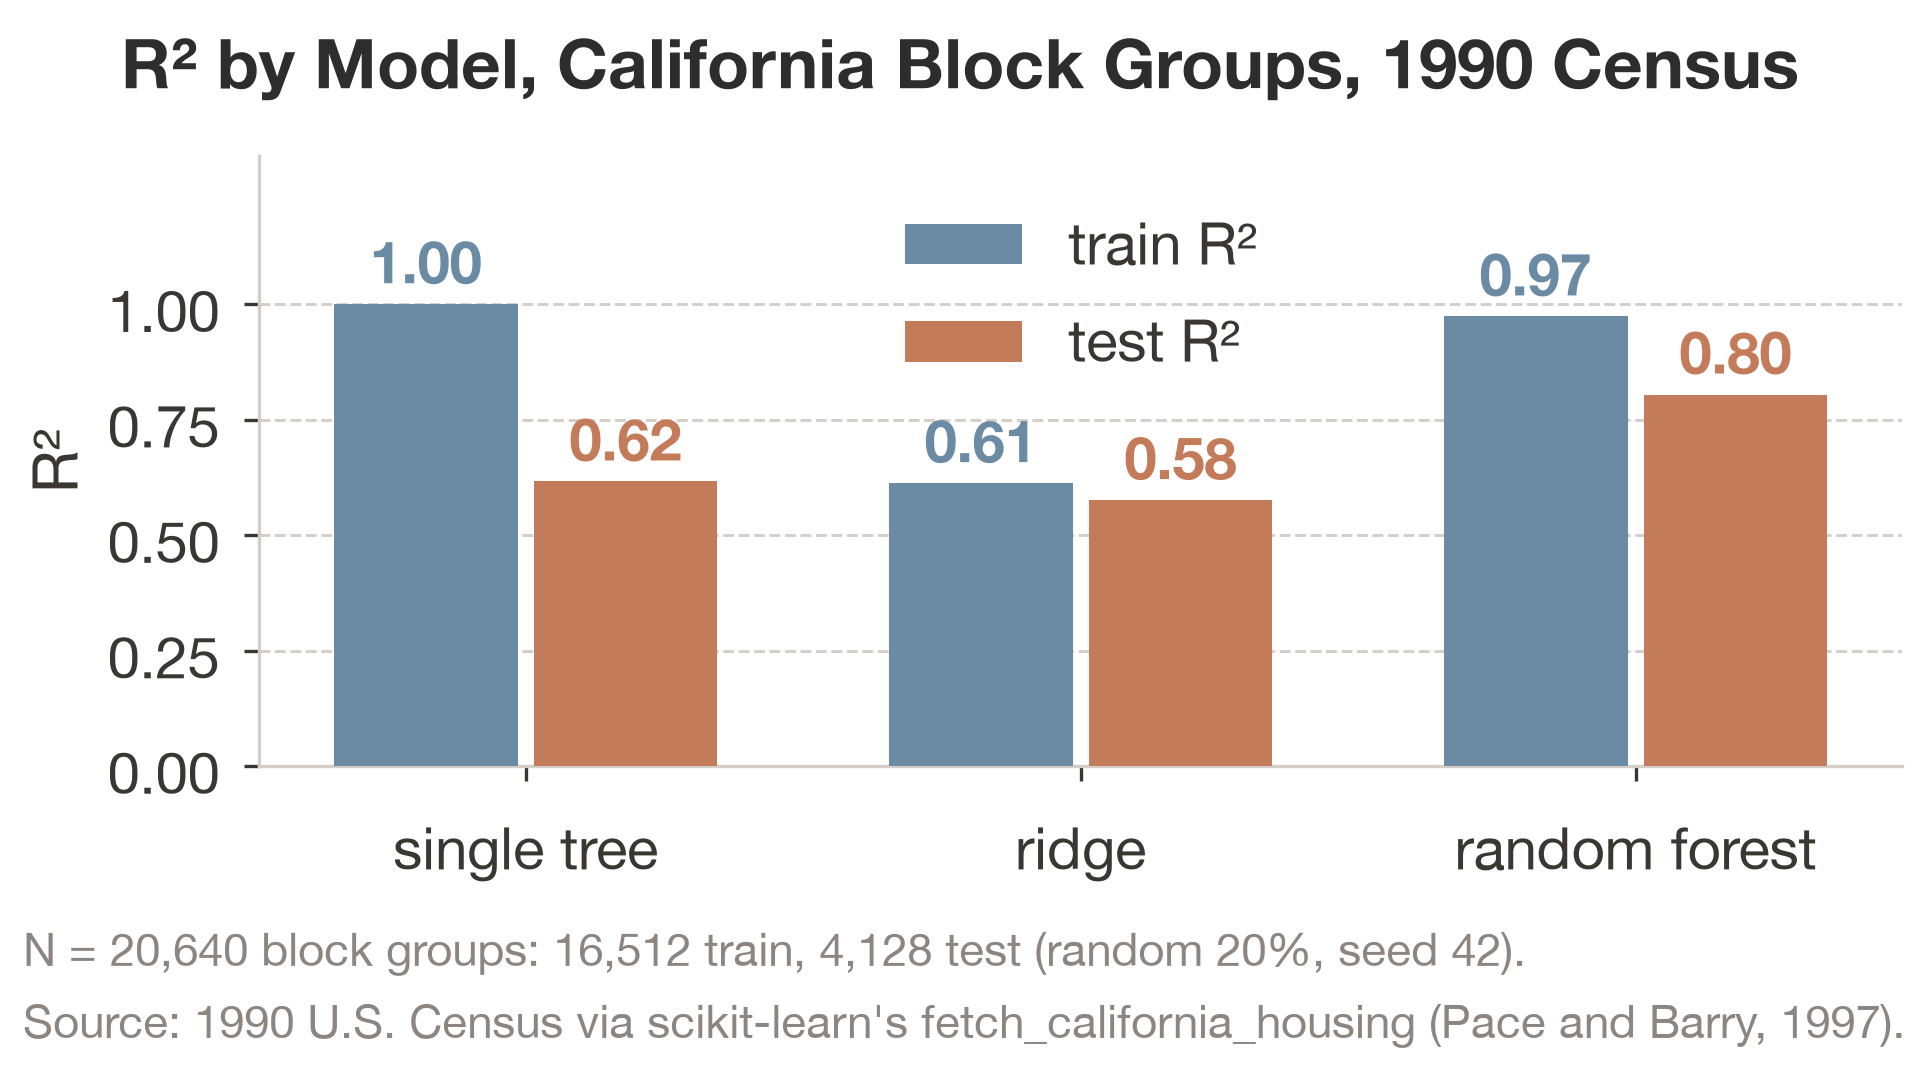 R² by Model, California Block Groups, 1990 Census
train R²
test R²
1.00
0.62
0.61
0.58
0.97
0.80
R²
1.00
0.75
0.50
0.25
0.00
single tree
ridge
random forest
N = 20,640 block groups: 16,512 train, 4,128 test (random 20%, seed 42).
Source: 1990 U.S. Census via scikit-learn's fetch_california_housing (Pace and Barry, 1997).